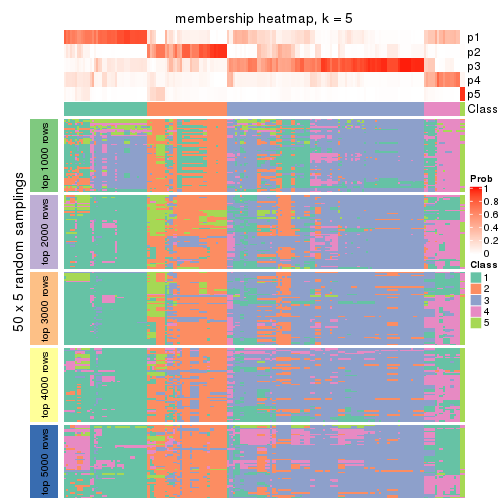 membership heatmap, k = 5
p1
p2
p3
p4
p5
Class
50 x 5 random samplings
top 1000 rows
top 2000 rows
top 3000 rows
top 4000 rows
top 5000 rows
Prob
1
0.8
0.6
0.4
0.2
0
Class
1
2
3
4
5